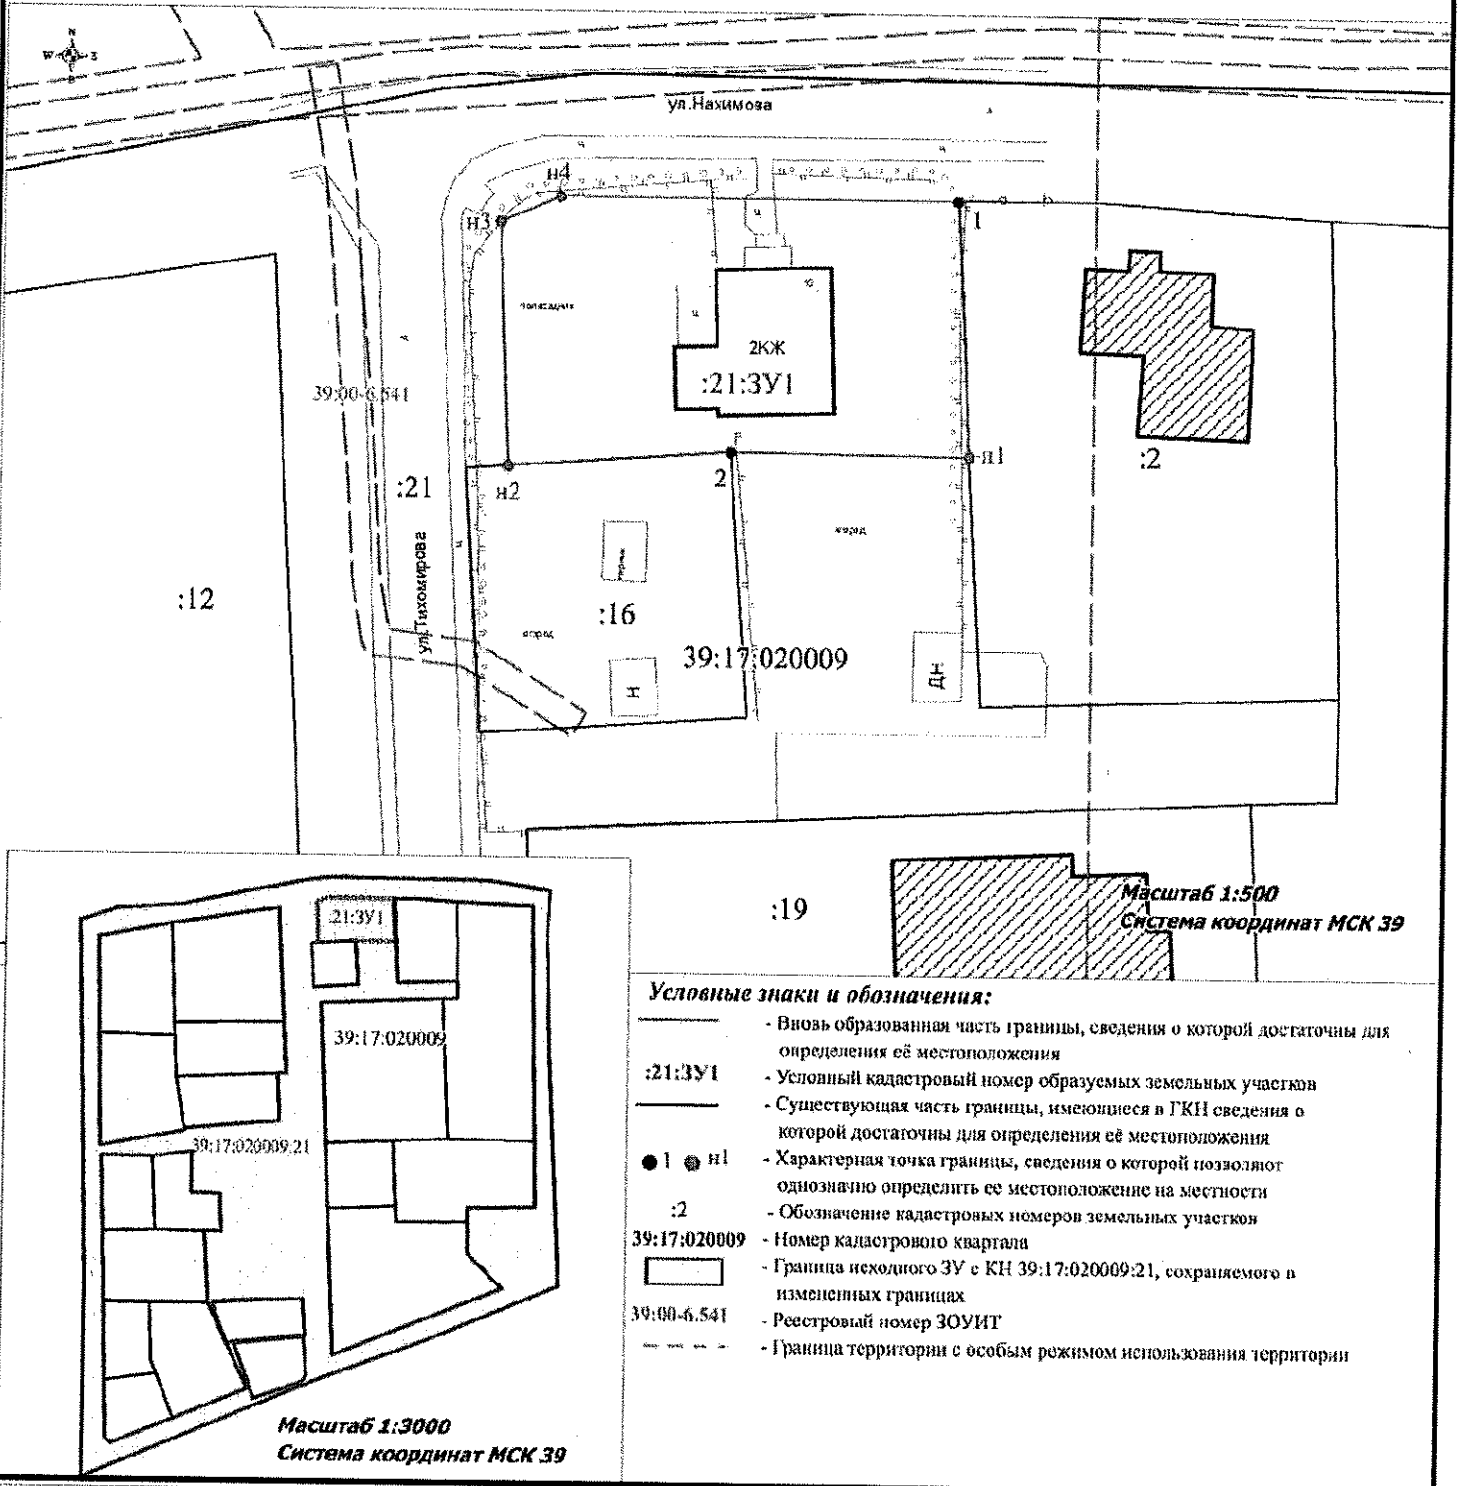 N
W
ул.Нахимова
н4
н3
1
палисадник
2КЖ
:21:ЗУ1
39:00-6.541
:21
н2
2
н1
:2
огород
ул.Тихомирова
:12
:16
огород
39:17:020009
Н
:19
Масштаб 1:500
Система координат МСК 39
:21:ЗУ1
39:17:020009
39:17:020009:21
Масштаб 1:3000
Система координат МСК 39
Условные знаки и обозначения:
- Вновь образованная часть границы, сведения о которой достаточны для
определения её местоположения
:21:ЗУ1 - Условный кадастровый номер образуемых земельных участков
- Существующая часть границы, имеющиеся в ГКН сведения о
которой достаточны для определения её местоположения
1 н1 - Характерная точка границы, сведения о которой позволяют
однозначно определить ее местоположение на местности
:2 - Обозначение кадастровых номеров земельных участков
39:17:020009 - Номер кадастрового квартала
- Граница исходного ЗУ с КН 39:17:020009:21, сохраняемого в
измененных границах
39:00-6.541 - Реестровый номер ЗОУИТ
- Граница территории с особым режимом использования территории